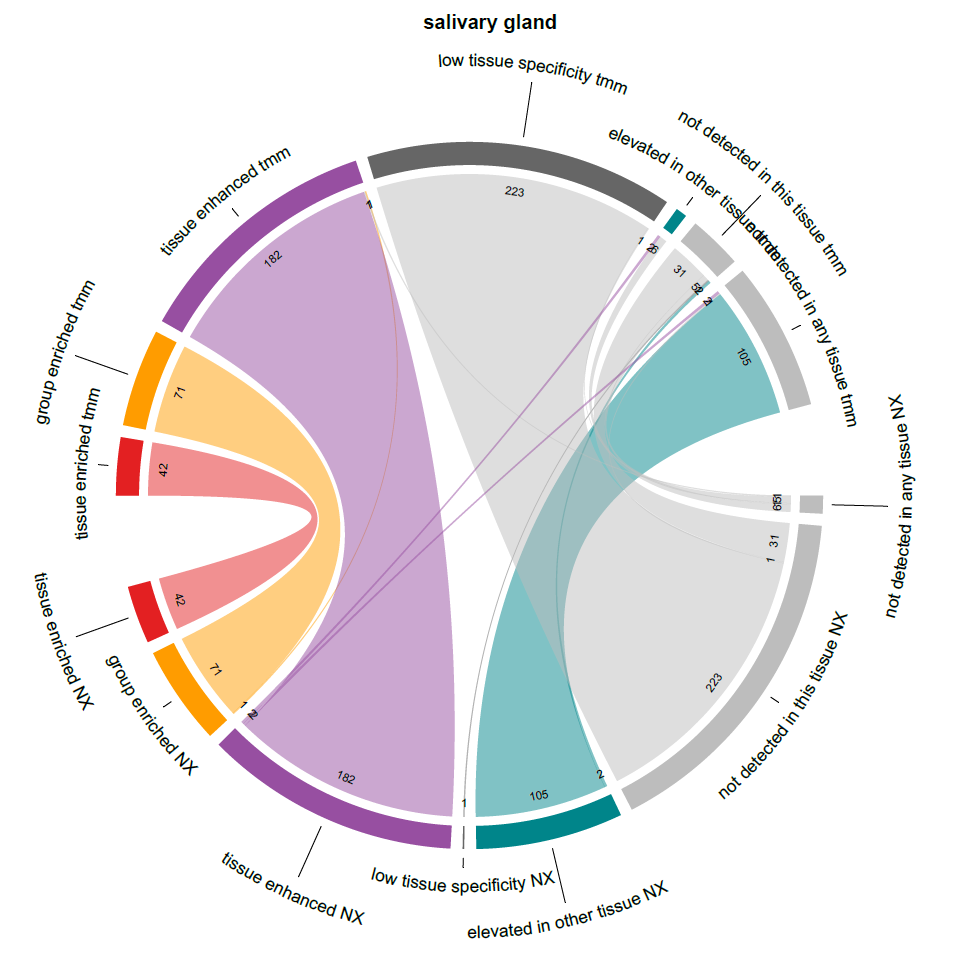 salivary gland
low tissue specificity tmm
elevated in other tissue tmm
not detected in this tissue tmm
not detected in any tissue tmm
tissue enhanced tmm
group enriched tmm
tissue enriched tmm
not detected in any tissue NX
not detected in this tissue NX
elevated in other tissue NX
low tissue specificity NX
tissue enhanced NX
group enriched NX
tissue enriched NX
223
182
71
42
31
105
42
71
182
1
105
2
223
1
31